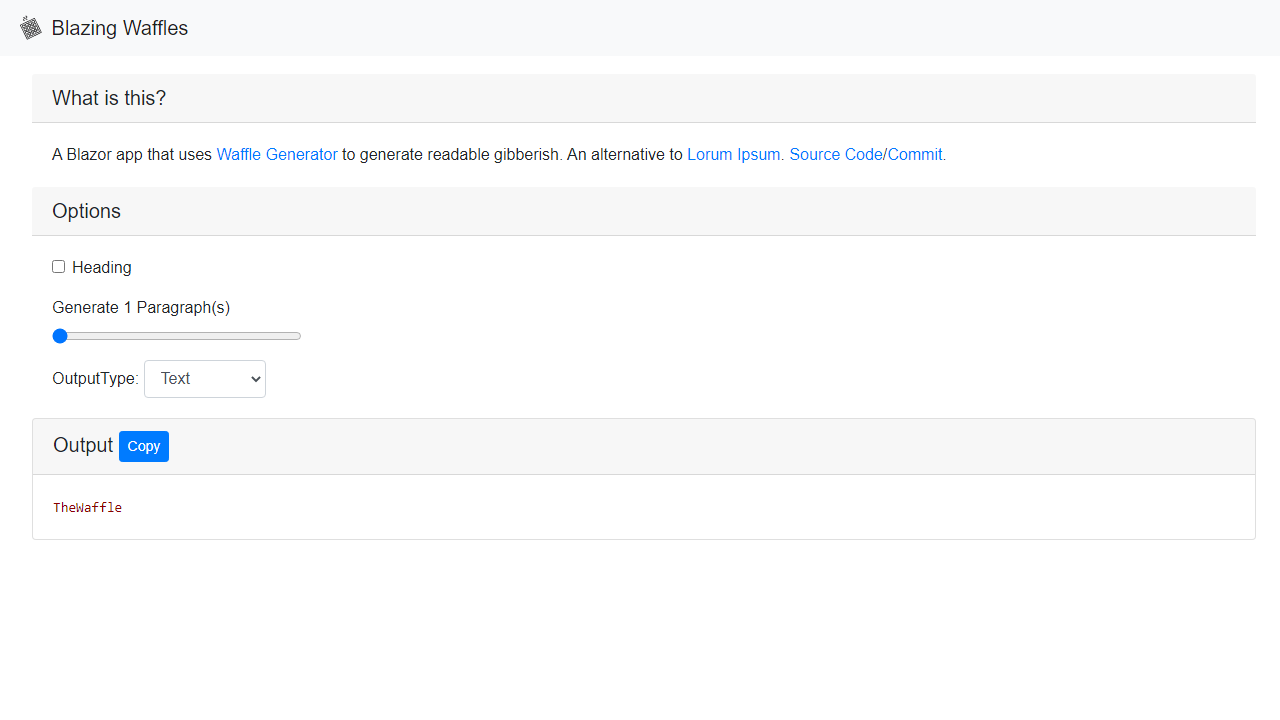 Blazing Waffles
What is this?
A Blazor app that uses Waffle Generator to generate readable gibberish. An alternative to Lorum Ipsum. Source Code/Commit.
Options
Heading
Generate 1 Paragraph(s)
OutputType: Text
Output Copy
TheWaffle